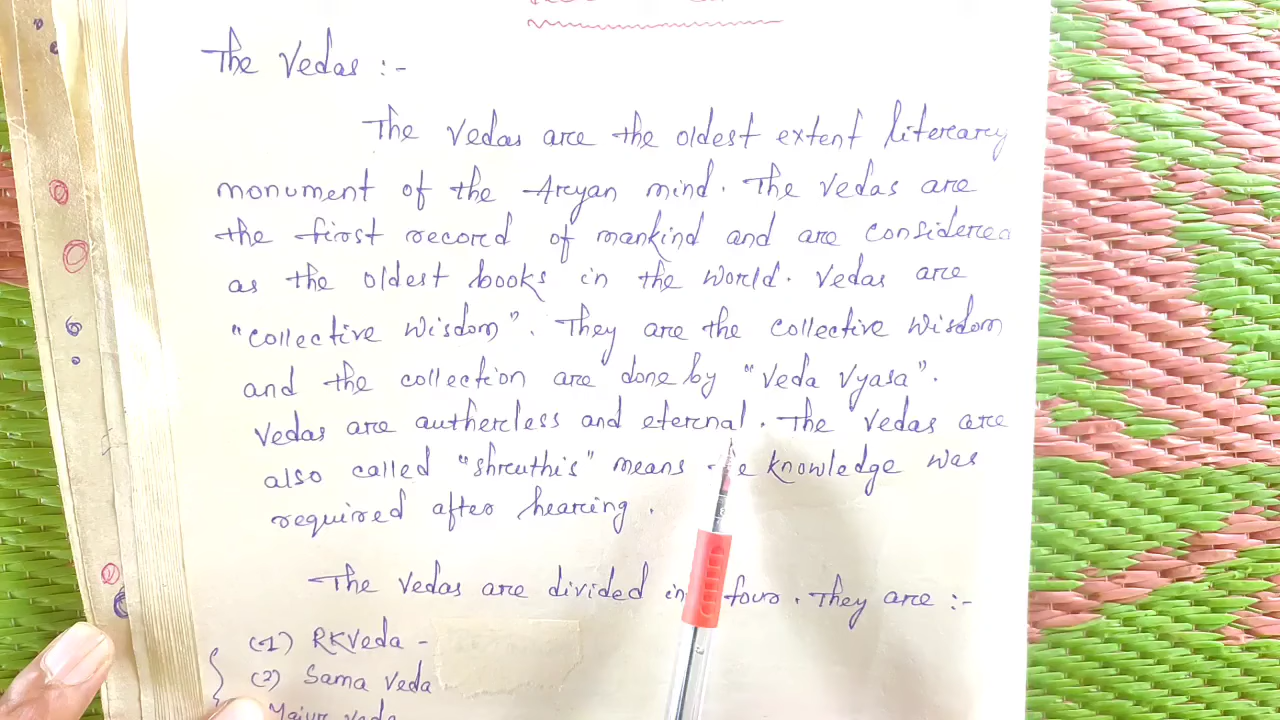 The Vedas :-
The Vedas are the oldest extent literary
monument of the Aryan mind. The Vedas are
the first record of mankind and are considered
as the oldest books in the world. Vedas are
"collective wisdom". They are the collective wisdom
and the collection are done by "Veda Vyasa".
Vedas are autherless and eternal. The Vedas are
also called "shruthis" means knowledge was
required after hearing.
The Vedas are divided in four. They are :-
(1) RKVeda -
(2) Sama Veda